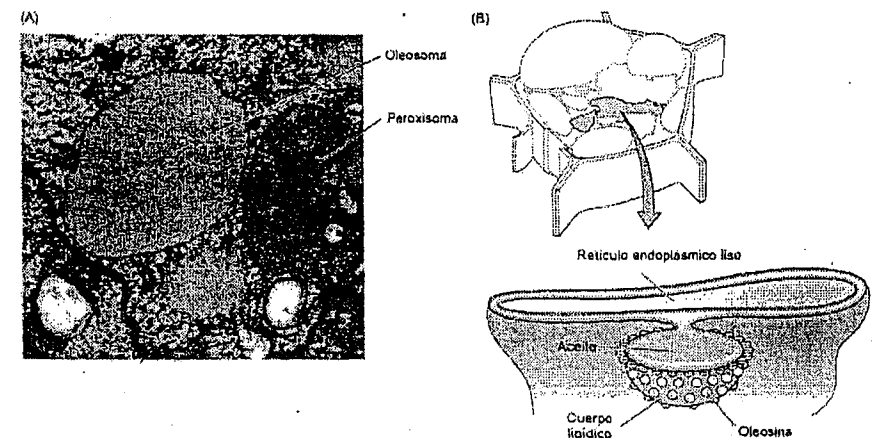 (A)
Oleosoma
Peroxisoma
(B)
Retículo endoplásmico liso
Aceite
Cuerpo
lipídico
Oleosina